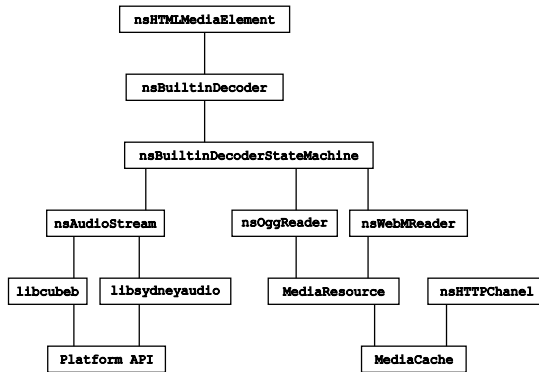 nsHTMLMediaElement
nsBuiltinDecoder
nsBuiltinDecoderStateMachine
nsAudioStream
nsOggReader
nsWebMReader
libcubeb
libsydneyaudio
MediaResource
nsHTTPChanel
Platform API
MediaCache